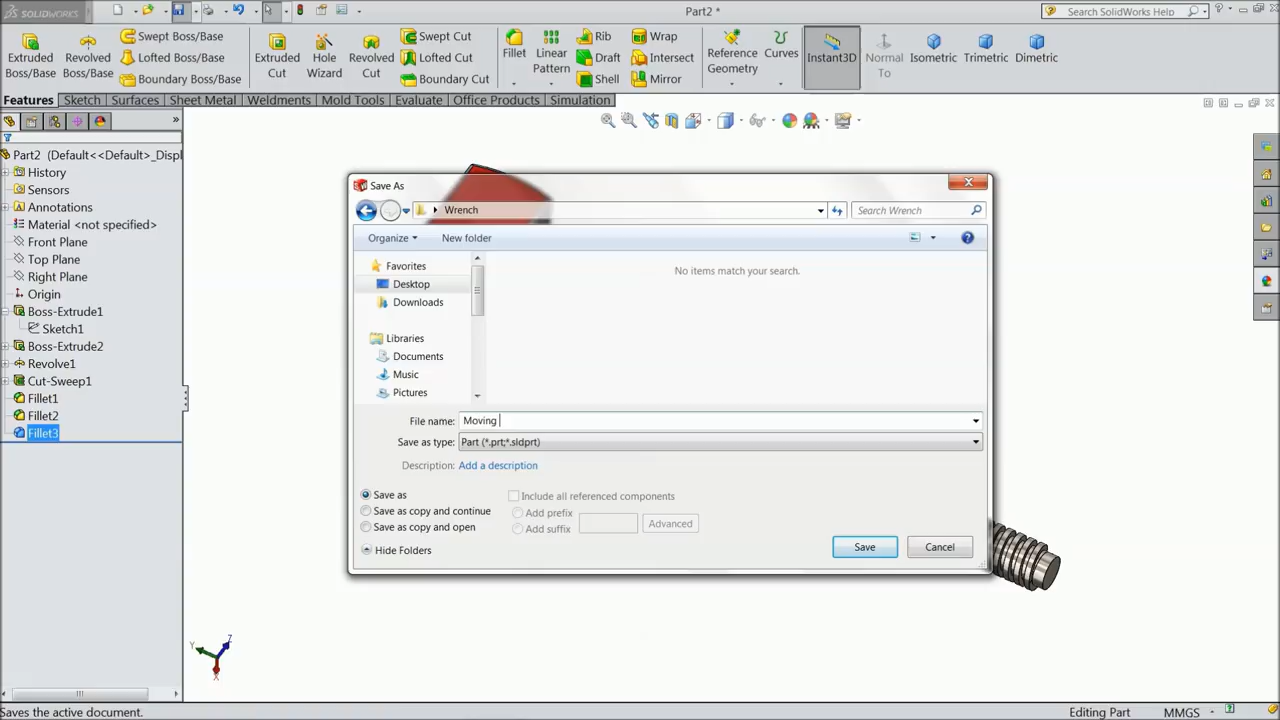 SOLIDWORKS
Part2 *
Search SolidWorks Help
Extruded Boss/Base
Revolved Boss/Base
Swept Boss/Base
Lofted Boss/Base
Boundary Boss/Base
Extruded Cut
Hole Wizard
Revolved Cut
Swept Cut
Lofted Cut
Boundary Cut
Fillet
Linear Pattern
Rib
Draft
Shell
Wrap
Intersect
Mirror
Reference Geometry
Curves
Instant3D
Normal To
Isometric
Trimetric
Dimetric
Features Sketch Surfaces Sheet Metal Weldments Mold Tools Evaluate Office Products Simulation
Part2 (Default<<Default>_Displ
History
Sensors
Annotations
Material <not specified>
Front Plane
Top Plane
Right Plane
Origin
Boss-Extrude1
Sketch1
Boss-Extrude2
Revolve1
Cut-Sweep1
Fillet1
Fillet2
Fillet3
Save As
Wrench
Search Wrench
Organize
New folder
Favorites
Desktop
Downloads
Libraries
Documents
Music
Pictures
No items match your search.
File name: Moving
Save as type: Part (*.prt;*.sldprt)
Description: Add a description
Save as
Save as copy and continue
Save as copy and open
Include all referenced components
Add prefix
Add suffix
Advanced
Hide Folders
Save
Cancel
Y Z
X
Saves the active document.
Editing Part
MMGS